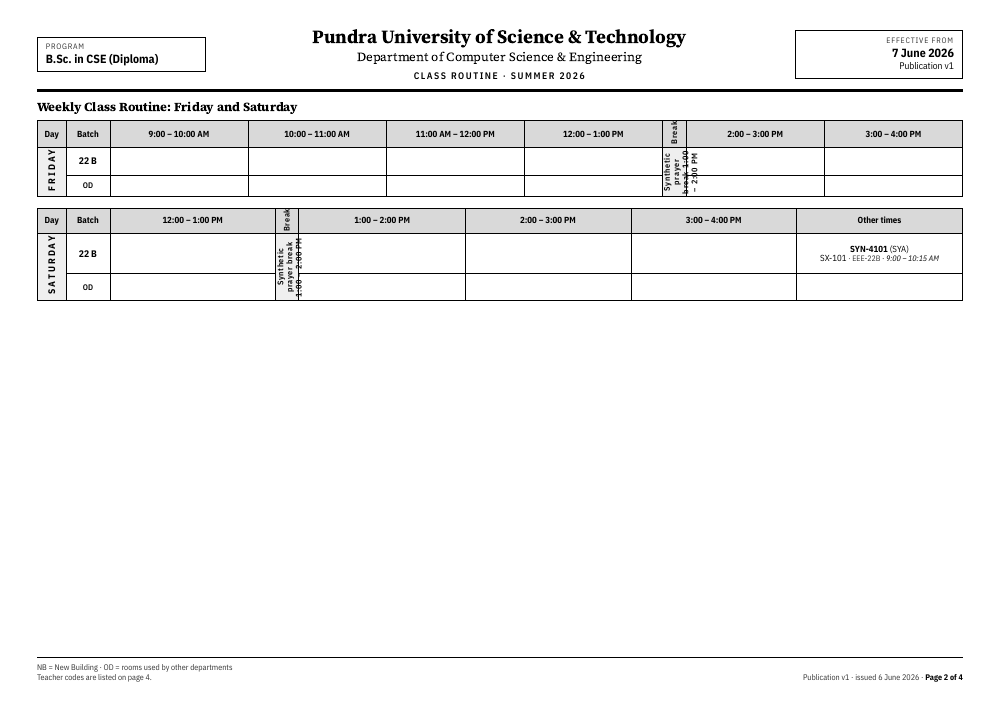 PROGRAM
B.Sc. in CSE (Diploma)
Pundra University of Science & Technology
Department of Computer Science & Engineering
CLASS ROUTINE · SUMMER 2026
EFFECTIVE FROM
7 June 2026
Publication v1
Weekly Class Routine: Friday and Saturday
Day Batch 9:00 – 10:00 AM 10:00 – 11:00 AM 11:00 AM – 12:00 PM 12:00 – 1:00 PM Break 2:00 – 3:00 PM 3:00 – 4:00 PM
FRIDAY
22 B
Synthetic
prayer
break 1:00
– 2:00 PM
OD
Day Batch 12:00 – 1:00 PM Break 1:00 – 2:00 PM 2:00 – 3:00 PM 3:00 – 4:00 PM Other times
SATURDAY
22 B
Synthetic
prayer break
1:00 – 2:00 PM
SYN-4101 (SYA)
SX-101 · EEE-22B · 9:00 – 10:15 AM
OD
NB = New Building · OD = rooms used by other departments
Teacher codes are listed on page 4.
Publication v1 · issued 6 June 2026 · Page 2 of 4